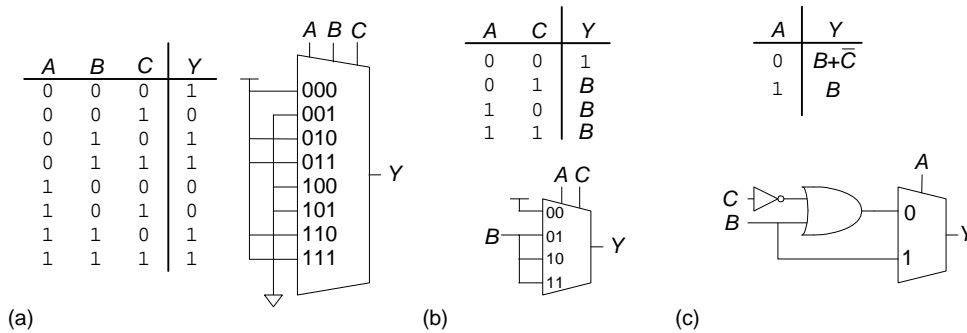 A B C Y
0 0 0 1
0 0 1 0
0 1 0 1
0 1 1 1
1 0 0 0
1 0 1 0
1 1 0 1
1 1 1 1
A B C
000
001
010
011
100
101
110
111
Y
(a)
A C Y
0 0 1
0 1 B
1 0 B
1 1 B
A C
00
01
10
11
B
Y
(b)
A Y
0 B+C̅
1 B
A
C
B
0
1
Y
(c)